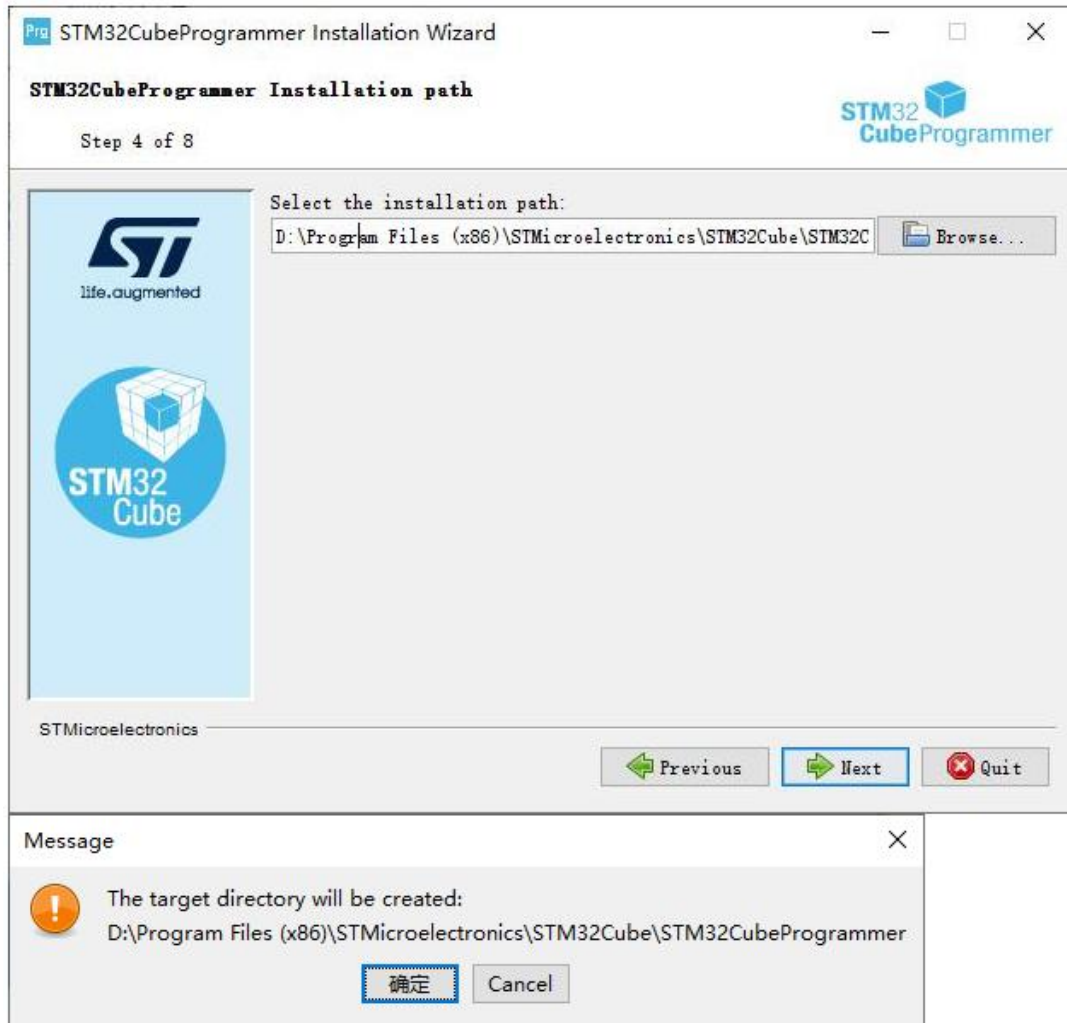 Prg STM32CubeProgrammer Installation Wizard
STM32CubeProgrammer Installation path
Step 4 of 8
STM32
CubeProgrammer
Select the installation path:
D:\Program Files (x86)\STMicroelectronics\STM32Cube\STM32C
Browse...
ST
life.augmented
STM32
Cube
STMicroelectronics
Previous
Next
Quit
Message
The target directory will be created:
D:\Program Files (x86)\STMicroelectronics\STM32Cube\STM32CubeProgrammer
确定
Cancel